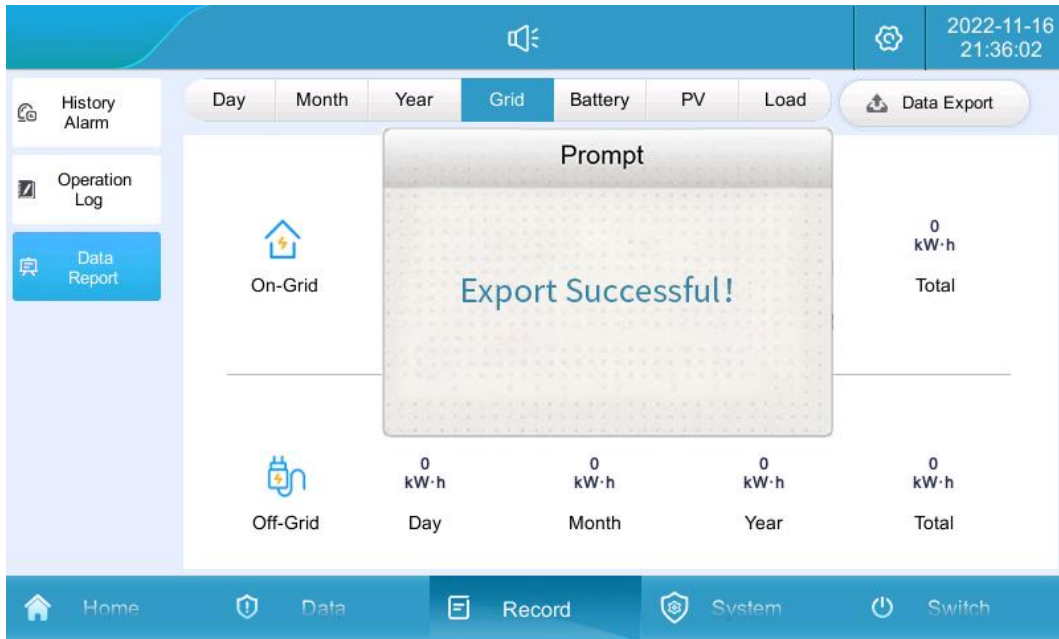 2022-11-16
21:36:02
History
Alarm
Operation
Log
Data
Report
Day Month Year Grid Battery PV Load
Data Export
Prompt
Export Successful!
On-Grid
0
kW·h
Total
Off-Grid
0
kW·h
Day
0
kW·h
Month
0
kW·h
Year
0
kW·h
Total
Home Data Record System Switch